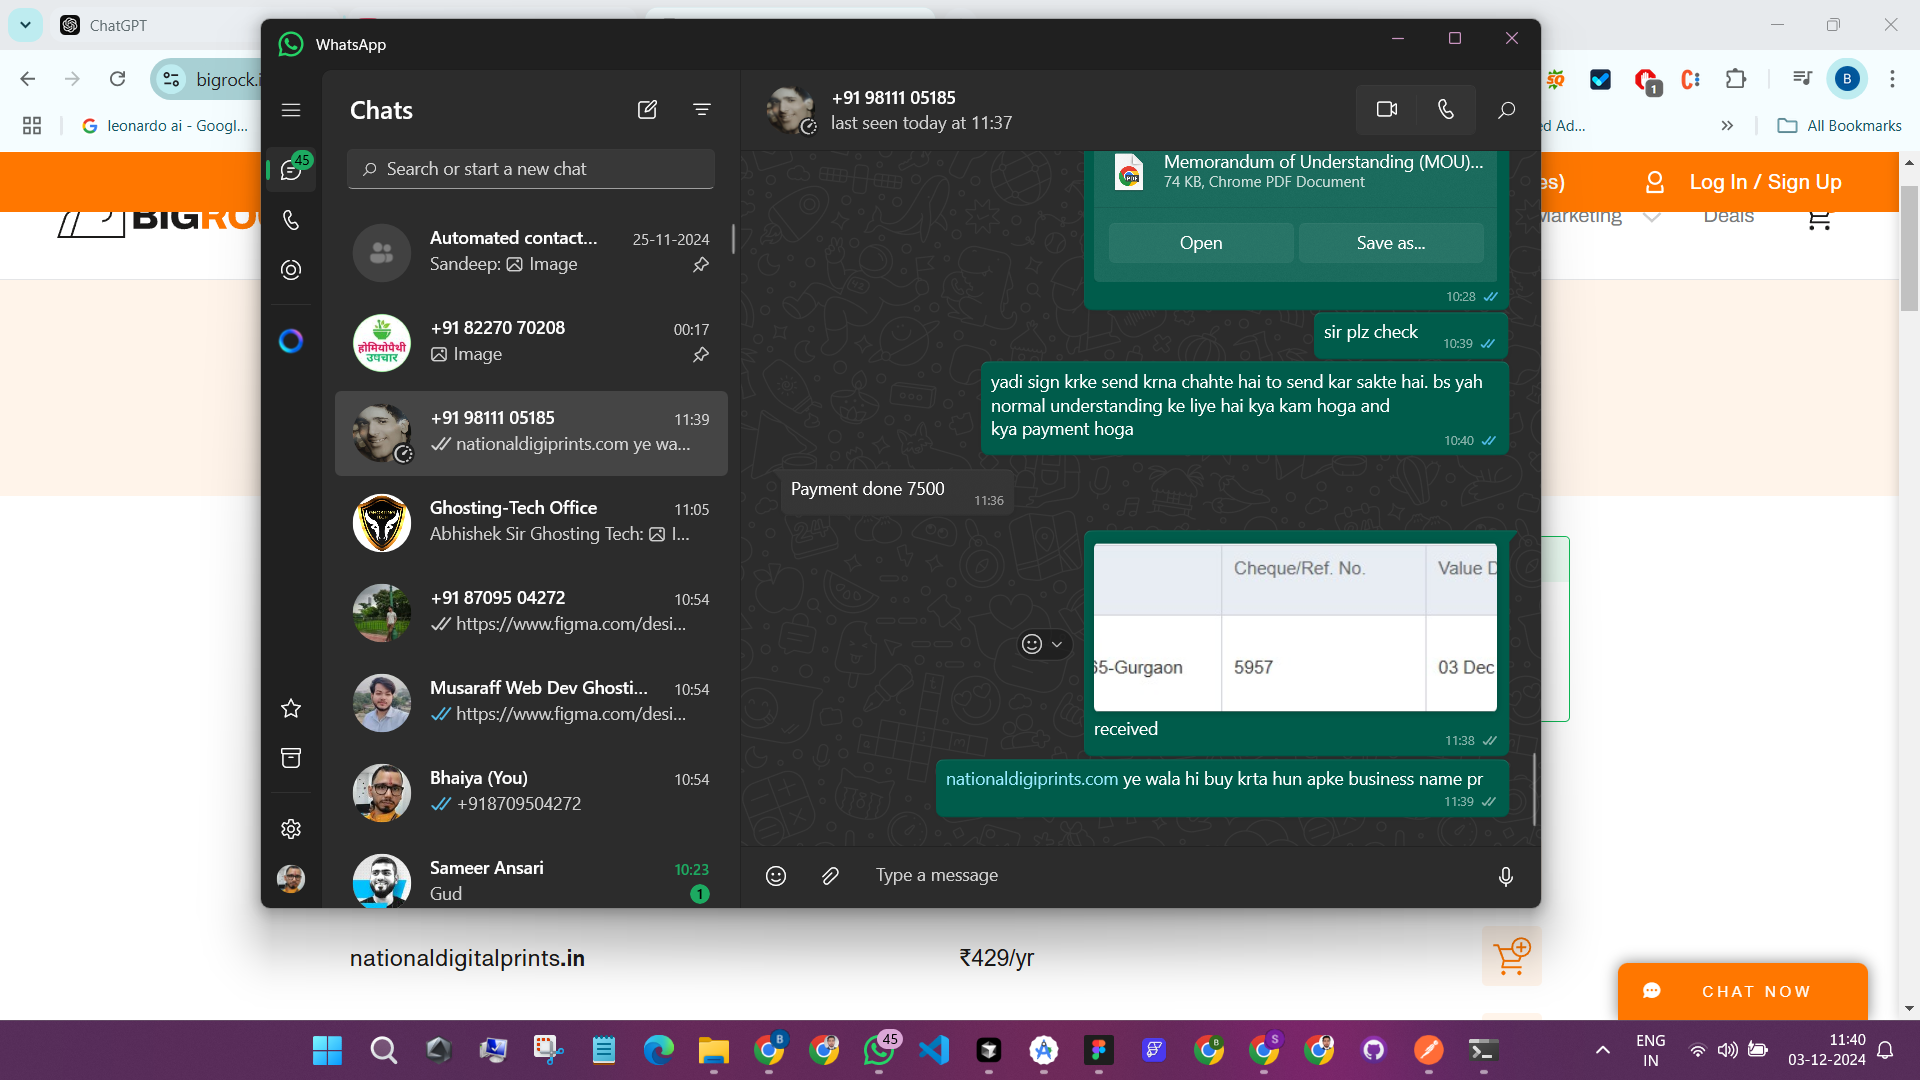 ChatGPT
bigrock.i
leonardo ai - Googl...
ed Ad...
All Bookmarks
1
B
es)
Log In / Sign Up
BIGRO
Marketing
Deals
WhatsApp
45
Chats
Search or start a new chat
Automated contact...
25-11-2024
Sandeep: Image
+91 82270 70208
00:17
Image
होमियोपैथी
उपचार
+91 98111 05185
11:39
nationaldigiprints.com ye wa...
Ghosting-Tech Office
11:05
Abhishek Sir Ghosting Tech: I...
+91 87095 04272
10:54
https://www.figma.com/desi...
Musaraff Web Dev Ghosti...
10:54
https://www.figma.com/desi...
Bhaiya (You)
10:54
+918709504272
Sameer Ansari
10:23
Gud
1
+91 98111 05185
last seen today at 11:37
Memorandum of Understanding (MOU)...
PDF
74 KB, Chrome PDF Document
Open
Save as...
10:28
sir plz check
10:39
yadi sign krke send krna chahte hai to send kar sakte hai. bs yah
normal understanding ke liye hai kya kam hoga and
kya payment hoga
10:40
Payment done 7500
11:36
Cheque/Ref. No.
Value D
65-Gurgaon
5957
03 Dec
received
11:38
nationaldigiprints.com ye wala hi buy krta hun apke business name pr
11:39
Type a message
nationaldigitalprints.in
₹429/yr
CHAT NOW
45
ENG
IN
11:40
03-12-2024